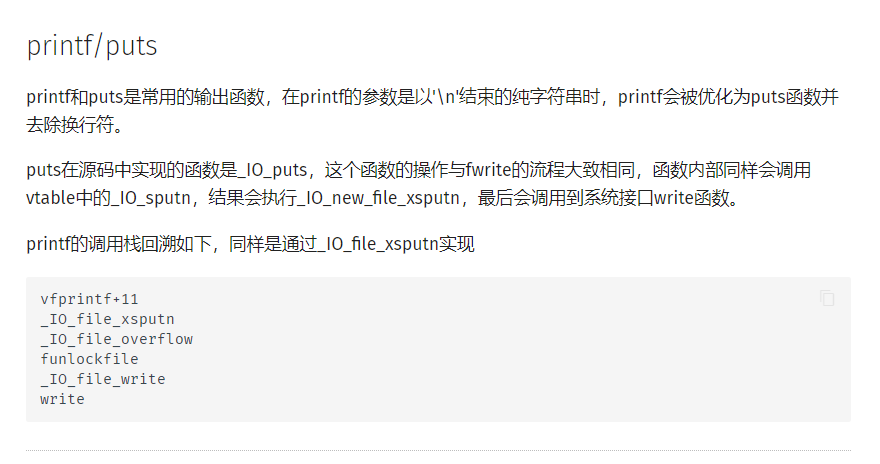 printf/puts
printf和puts是常用的输出函数，在printf的参数是以'\n'结束的纯字符串时，printf会被优化为puts函数并
去除换行符。
puts在源码中实现的函数是_IO_puts，这个函数的操作与fwrite的流程大致相同，函数内部同样会调用
vtable中的_IO_sputn，结果会执行_IO_new_file_xsputn，最后会调用到系统接口write函数。
printf的调用栈回溯如下，同样是通过_IO_file_xsputn实现
vfprintf+11
_IO_file_xsputn
_IO_file_overflow
funlockfile
_IO_file_write
write